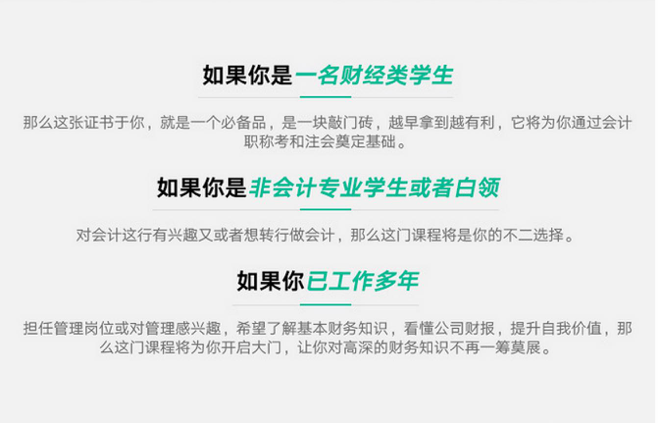 如果你是一名财经类学生
那么这张证书于你，就是一个必备品，是一块敲门砖，越早拿到越有利，它将为你通过会计
职称考和注会奠定基础。
如果你是非会计专业学生或者白领
对会计这行有兴趣又或者想转行做会计，那么这门课程将是你的不二选择。
如果你已工作多年
担任管理岗位或对管理感兴趣，希望了解基本财务知识，看懂公司财报，提升自我价值，那
么这门课程将为你开启大门，让你对高深的财务知识不再一筹莫展。